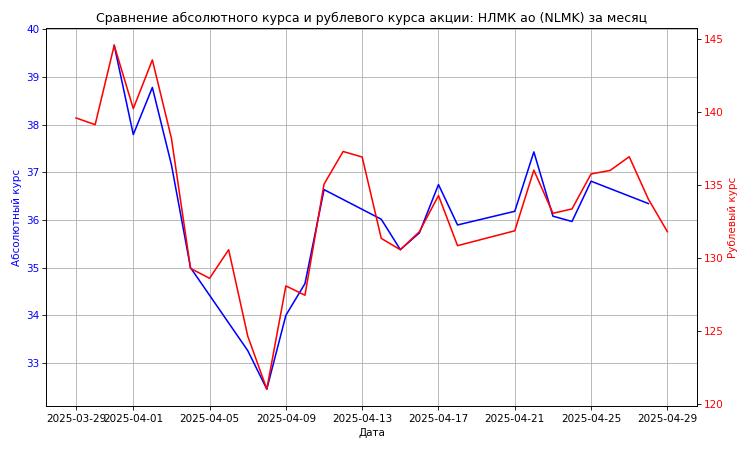 Сравнение абсолютного курса и рублевого курса акции: НЛМК ао (NLMK) за месяц
40
39
38
37
36
35
34
33
Абсолютный курс
145
140
135
130
125
120
Рублевый курс
2025-03-29 2025-04-01 2025-04-05 2025-04-09 2025-04-13 2025-04-17 2025-04-21 2025-04-25 2025-04-29
Дата